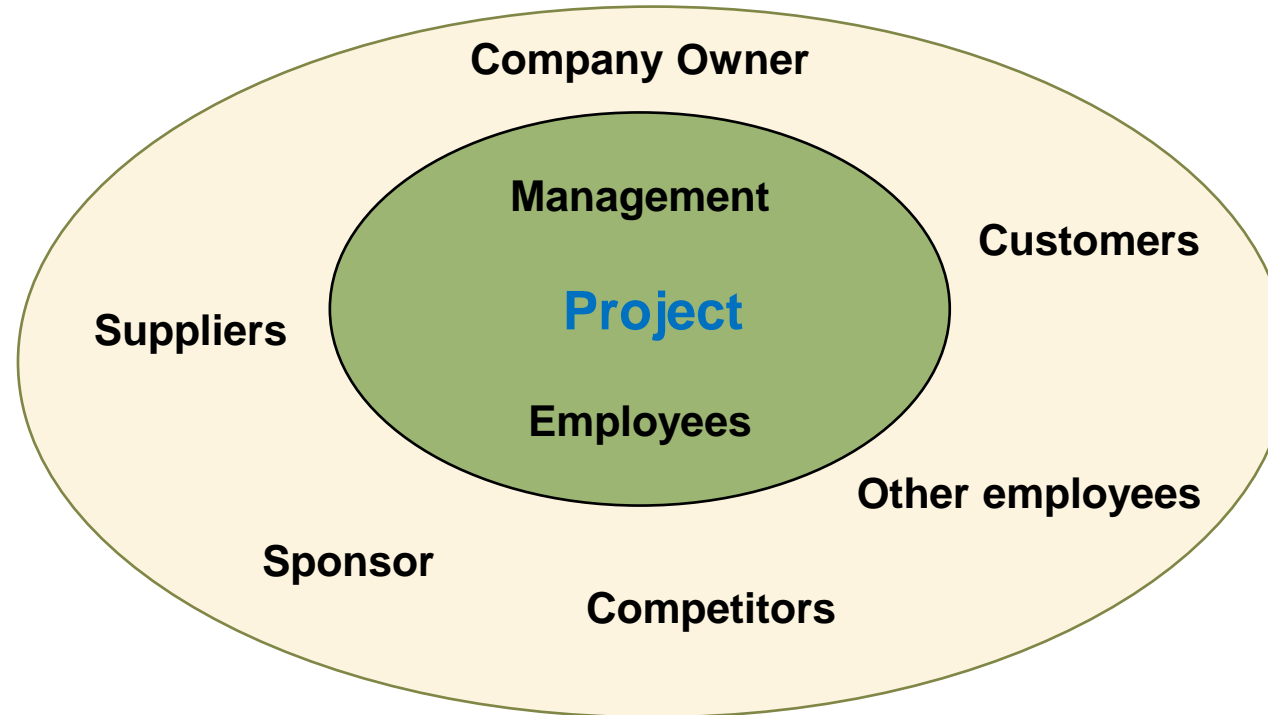 Company Owner
Management
Customers
Project
Suppliers
Employees
Other employees
Sponsor
Competitors